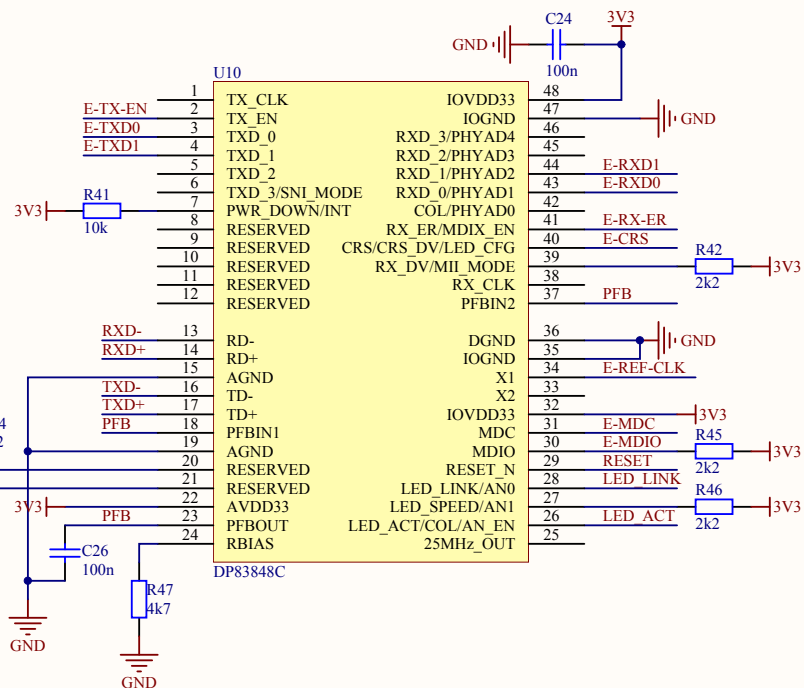 C24
3V3
GND
100n
U10
1 TX_CLK IOVDD33 48
E-TX-EN 2 TX_EN IOGND 47 GND
E-TXD0 3 TXD_0 RXD_3/PHYAD4 46
E-TXD1 4 TXD_1 RXD_2/PHYAD3 45
5 TXD_2 RXD_1/PHYAD2 44 E-RXD1
6 TXD_3/SNI_MODE RXD_0/PHYAD1 43 E-RXD0
3V3 R41 10k 7 PWR_DOWN/INT COL/PHYAD0 42
8 RESERVED RX_ER/MDIX_EN 41 E-RX-ER
9 RESERVED CRS/CRS_DV/LED_CFG 40 E-CRS
10 RESERVED RX_DV/MII_MODE 39 R42 2k2 3V3
11 RESERVED RX_CLK 38
12 RESERVED PFBIN2 37 PFB
RXD- 13 RD- DGND 36 GND
RXD+ 14 RD+ IOGND 35
15 AGND X1 34 E-REF-CLK
TXD- 16 TD- X2 33
TXD+ 17 TD+ IOVDD33 32 3V3
PFB 18 PFBIN1 MDC 31 E-MDC
19 AGND MDIO 30 E-MDIO R45 2k2 3V3
20 RESERVED RESET_N 29 RESET
21 RESERVED LED_LINK/AN0 28 LED_LINK
3V3 22 AVDD33 LED_SPEED/AN1 27 R46 2k2 3V3
PFB 23 PFBOUT LED_ACT/COL/AN_EN 26 LED_ACT
24 RBIAS 25MHz_OUT 25
C26
100n
DP83848C
R47
4k7
GND
GND